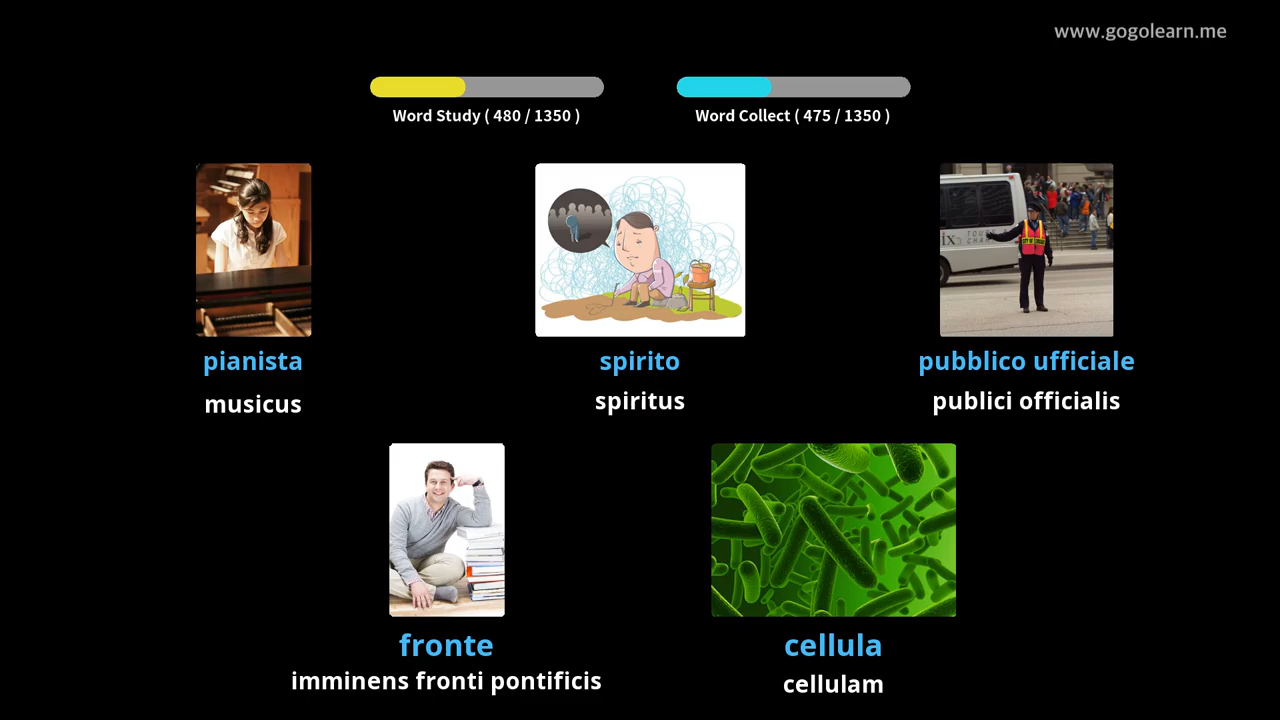 www.gogolearn.me
Word Study ( 480 / 1350 )
Word Collect ( 475 / 1350 )
pianista
musicus
spirito
spiritus
pubblico ufficiale
publici officialis
fronte
imminens fronti pontificis
cellula
cellulam